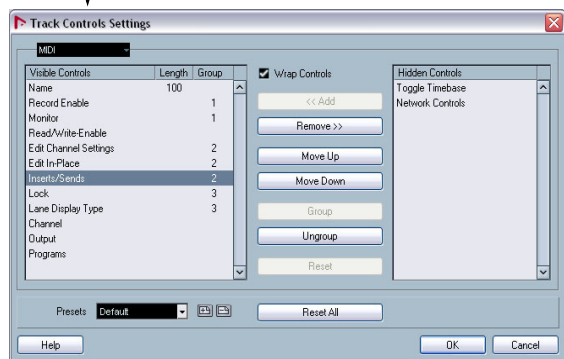 Track Controls Settings
MIDI
Visible Controls Length Group
Name 100
Record Enable 1
Monitor 1
Read/Write-Enable
Edit Channel Settings 2
Edit In-Place 2
Inserts/Sends 2
Lock 3
Lane Display Type 3
Channel
Output
Programs
Wrap Controls
<< Add
Remove >>
Move Up
Move Down
Group
Ungroup
Reset
Hidden Controls
Toggle Timebase
Network Controls
Presets Default
Reset All
Help
OK
Cancel